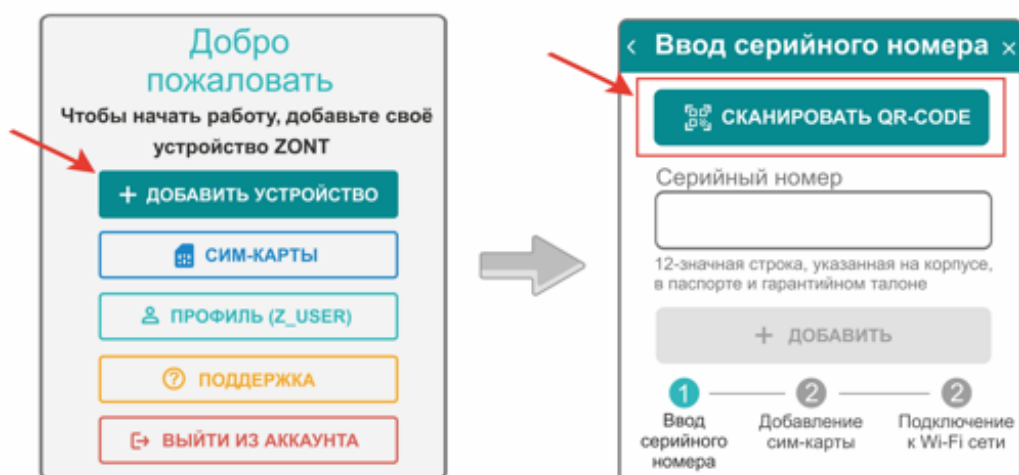 Добро
пожаловать
Чтобы начать работу, добавьте своё
устройство ZONT
+ ДОБАВИТЬ УСТРОЙСТВО
СИМ-КАРТЫ
ПРОФИЛЬ (Z_USER)
ПОДДЕРЖКА
ВЫЙТИ ИЗ АККАУНТА
Ввод серийного номера
СКАНИРОВАТЬ QR-CODE
Серийный номер
12-значная строка, указанная на корпусе,
в паспорте и гарантийном талоне
+ ДОБАВИТЬ
1
Ввод
серийного
номера
2
Добавление
сим-карты
2
Подключение
к Wi-Fi сети